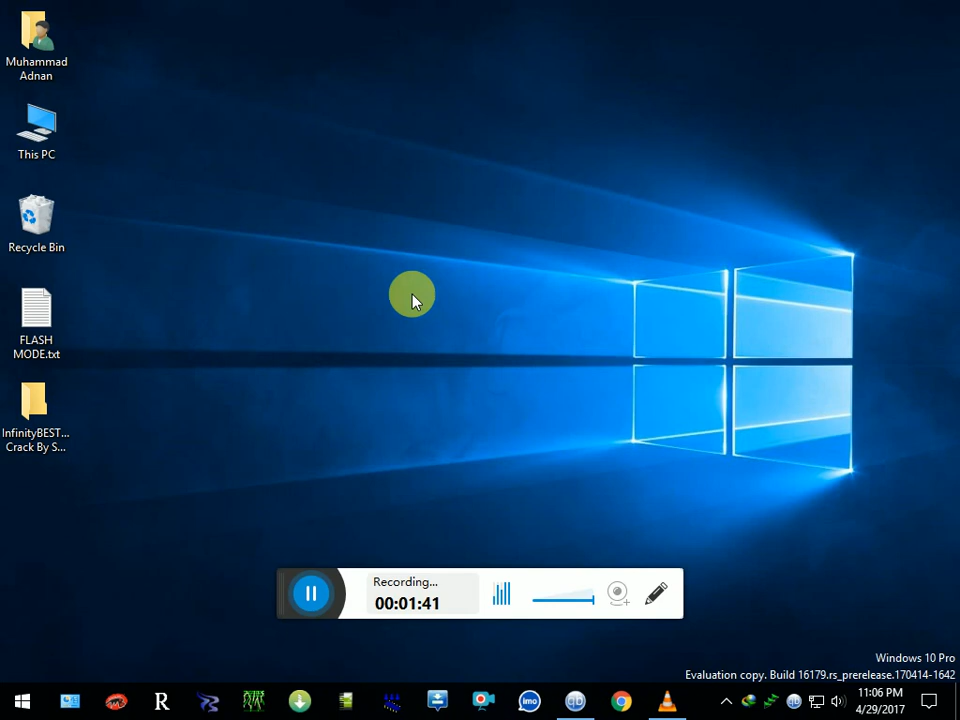 Muhammad
Adnan
This PC
Recycle Bin
FLASH
MODE.txt
InfinityBEST...
Crack By S...
Recording...
00:01:41
Windows 10 Pro
Evaluation copy. Build 16179.rs_prerelease.170414-1642
R
imo
11:06 PM
4/29/2017